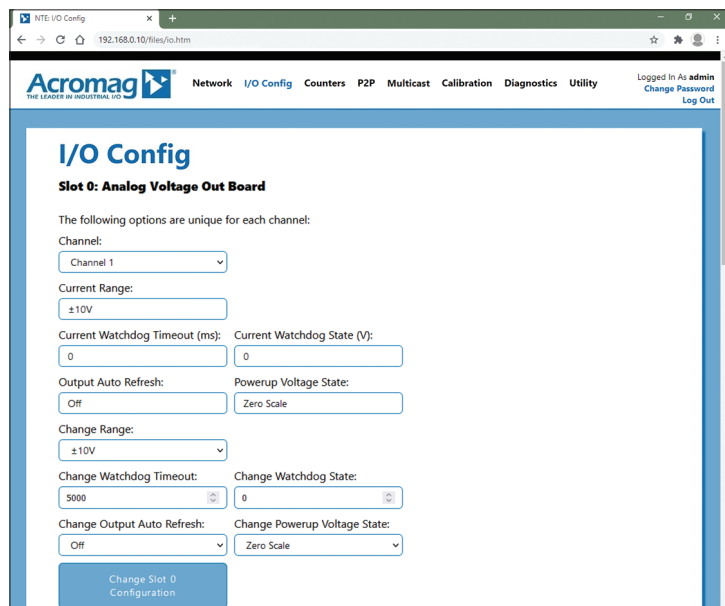 NTE: I/O Config
192.168.0.10/files/io.htm
Acromag
THE LEADER IN INDUSTRIAL I/O
®
Network I/O Config Counters P2P Multicast Calibration Diagnostics Utility
Logged In As admin
Change Password
Log Out
I/O Config
Slot 0: Analog Voltage Out Board
The following options are unique for each channel:
Channel:
Channel 1
Current Range:
±10V
Current Watchdog Timeout (ms): Current Watchdog State (V):
0 0
Output Auto Refresh: Powerup Voltage State:
Off Zero Scale
Change Range:
±10V
Change Watchdog Timeout: Change Watchdog State:
5000 0
Change Output Auto Refresh: Change Powerup Voltage State:
Off Zero Scale
Change Slot 0
Configuration